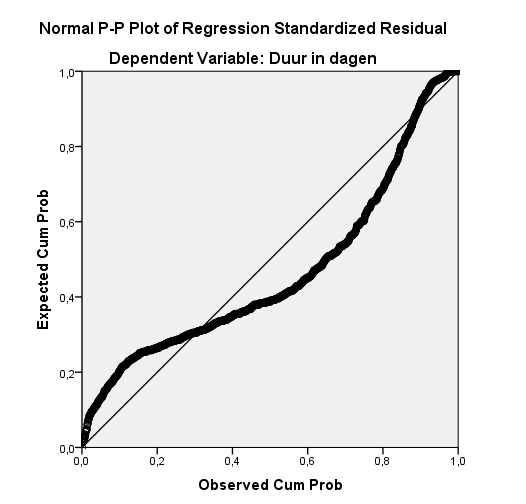 Normal P-P Plot of Regression Standardized Residual
Dependent Variable: Duur in dagen
Expected Cum Prob
1,0
0,8
0,6
0,4
0,2
0,0
0,0 0,2 0,4 0,6 0,8 1,0
Observed Cum Prob